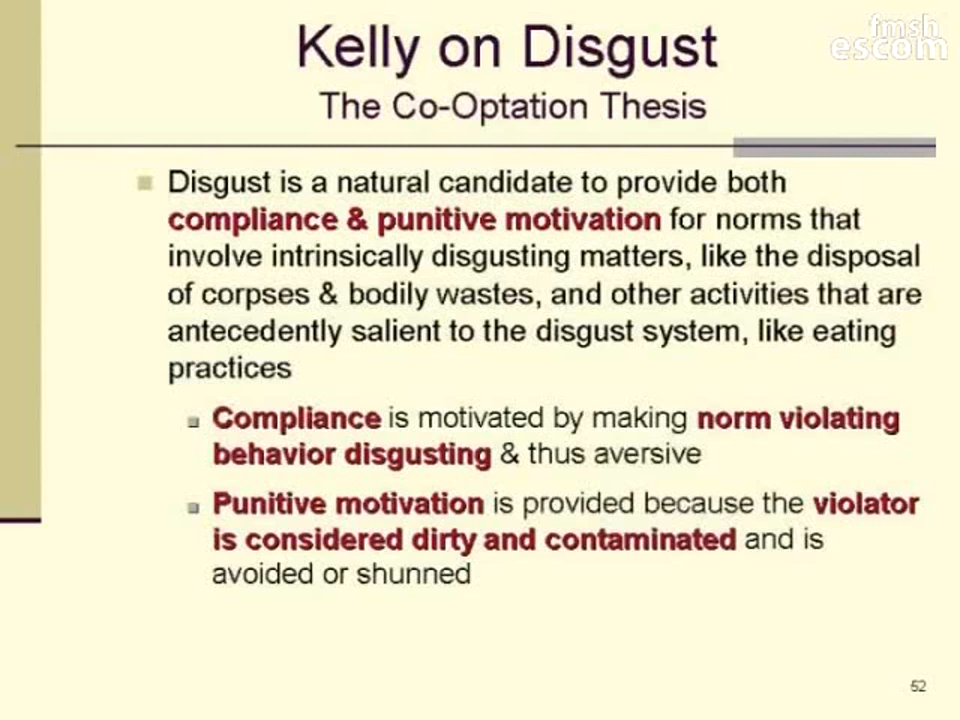 fmsh
escom
Kelly on Disgust
The Co-Optation Thesis
Disgust is a natural candidate to provide both
compliance & punitive motivation for norms that
involve intrinsically disgusting matters, like the disposal
of corpses & bodily wastes, and other activities that are
antecedently salient to the disgust system, like eating
practices
Compliance is motivated by making norm violating
behavior disgusting & thus aversive
Punitive motivation is provided because the violator
is considered dirty and contaminated and is
avoided or shunned
52